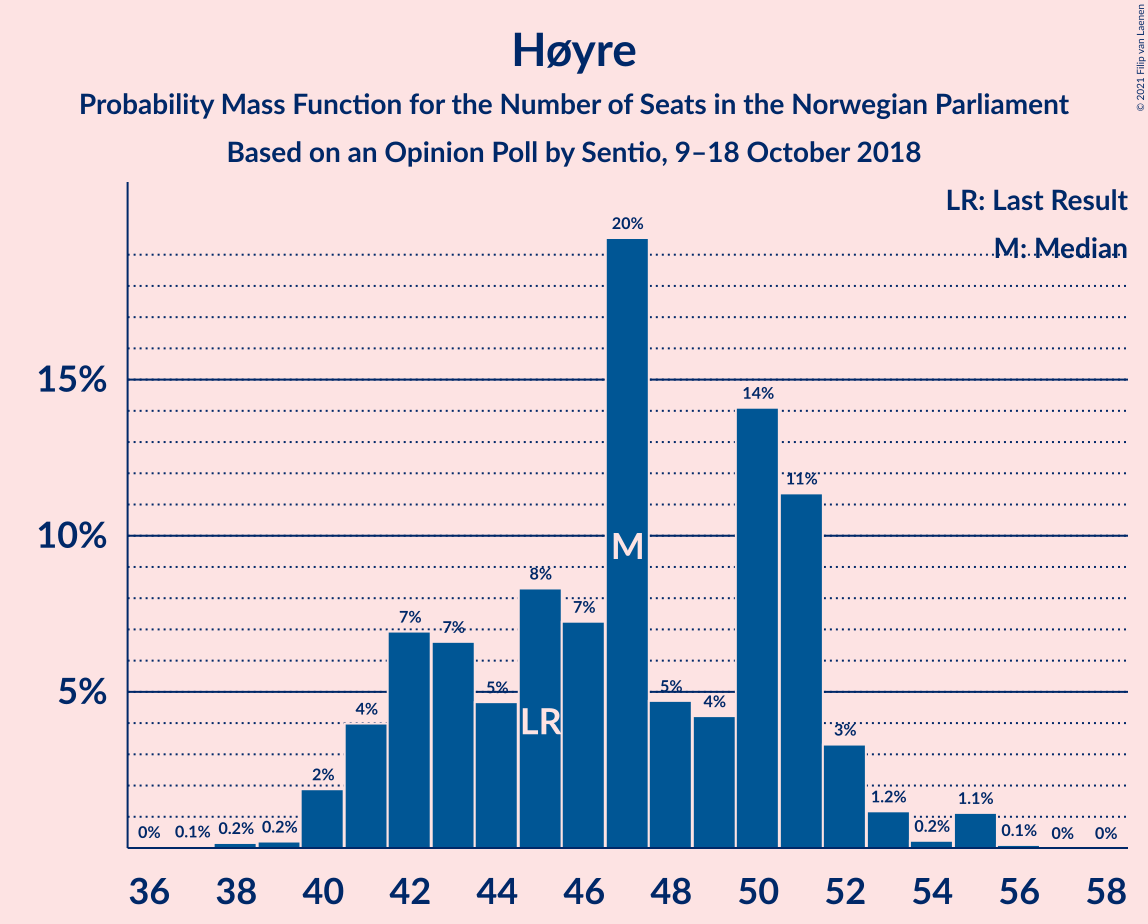 Høyre
Probability Mass Function for the Number of Seats in the Norwegian Parliament
Based on an Opinion Poll by Sentio, 9–18 October 2018
© 2021 Filip van Laenen
LR: Last Result
M: Median
15%
10%
5%
0%
0.1%
0.2%
0.2%
2%
4%
7%
7%
5%
8%
7%
20%
5%
4%
14%
11%
3%
1.2%
0.2%
1.1%
0.1%
0%
0%
LR
M
36 38 40 42 44 46 48 50 52 54 56 58